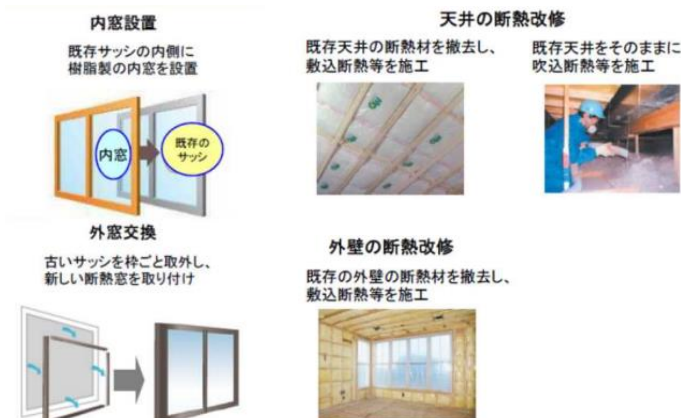 内窓設置
既存サッシの内側に
樹脂製の内窓を設置
内窓
既存の
サッシ
外窓交換
古いサッシを枠ごと取外し、
新しい断熱窓を取り付け
天井の断熱改修
既存天井の断熱材を撤去し、
敷込断熱等を施工
既存天井をそのままに
吹込断熱等を施工
外壁の断熱改修
既存の外壁の断熱材を撤去し、
敷込断熱等を施工